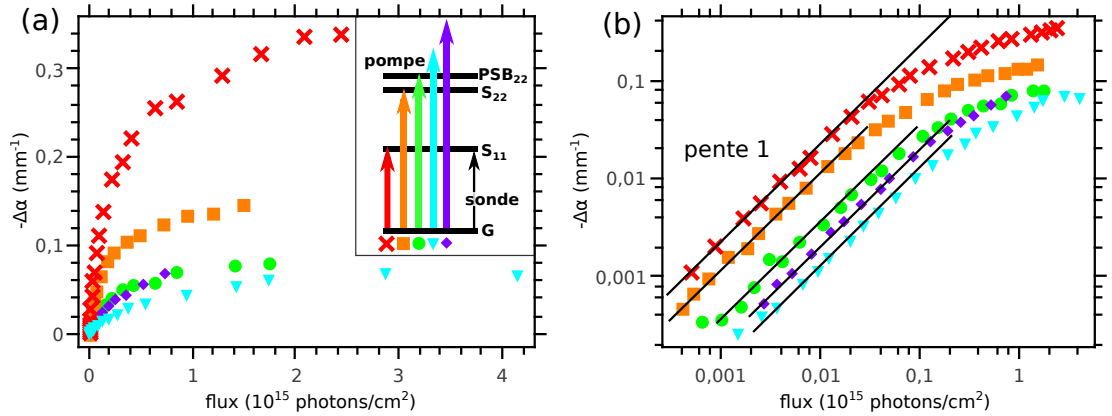 (a)
-Δα (mm⁻¹)
0,3
0,2
0,1
0
0
1
2
3
4
flux (10¹⁵ photons/cm²)
pompe
PSB₂₂
S₂₂
S₁₁
sonde
G
(b)
-Δα (mm⁻¹)
0,1
0,01
0,001
pente 1
0,001
0,01
0,1
1
flux (10¹⁵ photons/cm²)